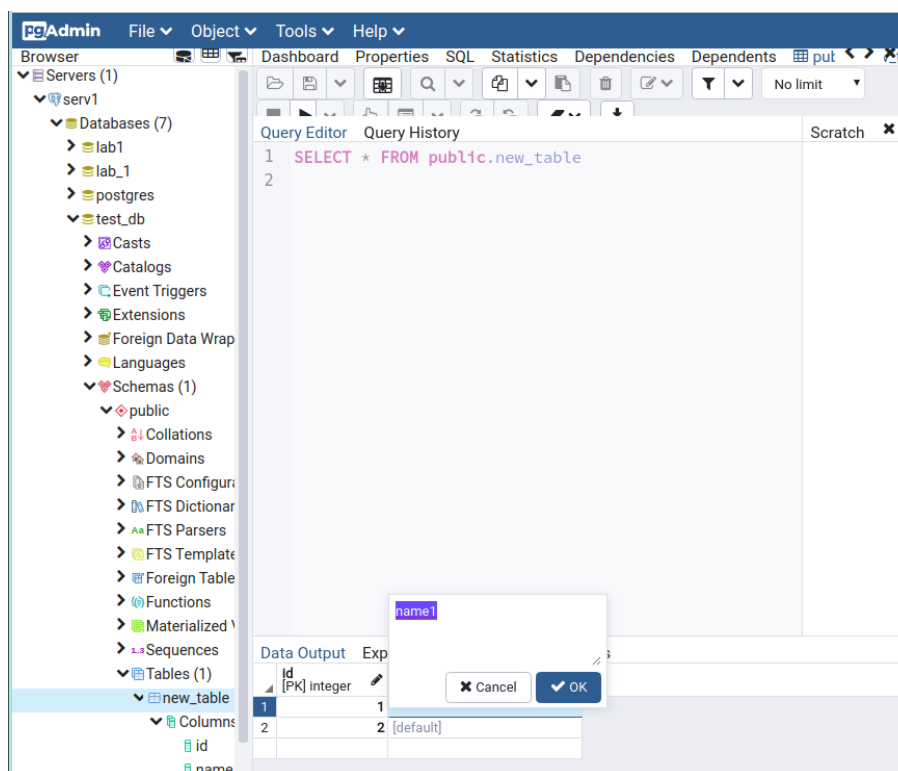 pgAdmin File Object Tools Help
Browser
Dashboard Properties SQL Statistics Dependencies Dependents
Servers (1)
serv1
Databases (7)
lab1
lab_1
postgres
test_db
Casts
Catalogs
Event Triggers
Extensions
Foreign Data Wrap
Languages
Schemas (1)
public
Collations
Domains
FTS Configura
FTS Dictionar
FTS Parsers
FTS Template
Foreign Table
Functions
Materialized
1..3 Sequences
Tables (1)
new_table
Columns
id
name
No limit
Query Editor Query History
Scratch
1 SELECT * FROM public.new_table
2
name1
Cancel OK
Data Output Exp
id
[PK] integer
1 1
2 2 [default]